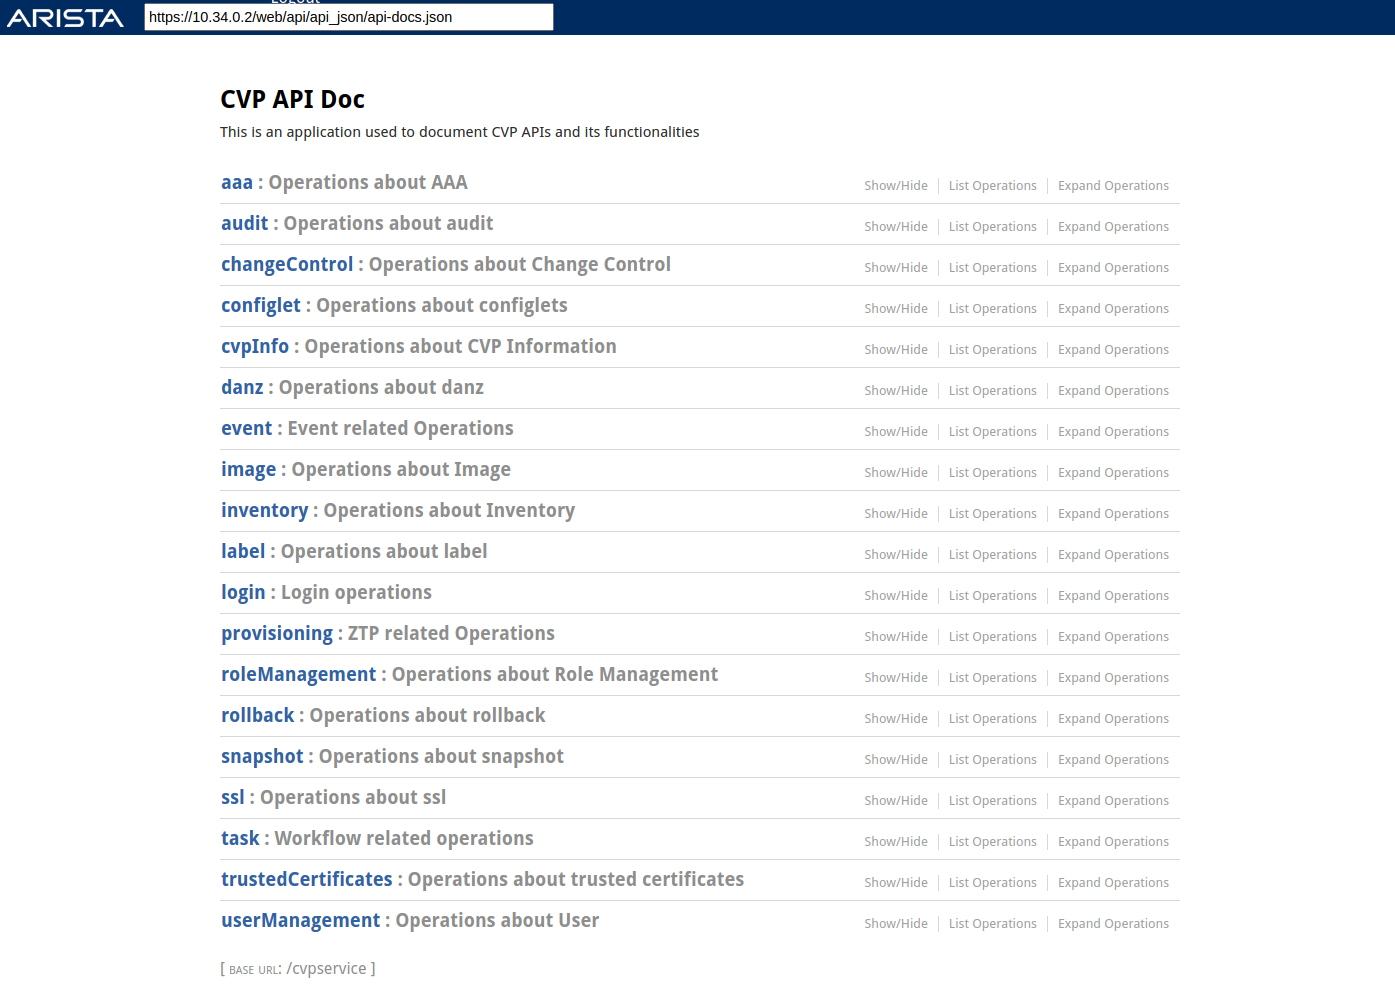 Logout
ARISTA https://10.34.0.2/web/api/api_json/api-docs.json
CVP API Doc
This is an application used to document CVP APIs and its functionalities
aaa : Operations about AAA Show/Hide List Operations Expand Operations
audit : Operations about audit Show/Hide List Operations Expand Operations
changeControl : Operations about Change Control Show/Hide List Operations Expand Operations
configlet : Operations about configlets Show/Hide List Operations Expand Operations
cvpInfo : Operations about CVP Information Show/Hide List Operations Expand Operations
danz : Operations about danz Show/Hide List Operations Expand Operations
event : Event related Operations Show/Hide List Operations Expand Operations
image : Operations about Image Show/Hide List Operations Expand Operations
inventory : Operations about Inventory Show/Hide List Operations Expand Operations
label : Operations about label Show/Hide List Operations Expand Operations
login : Login operations Show/Hide List Operations Expand Operations
provisioning : ZTP related Operations Show/Hide List Operations Expand Operations
roleManagement : Operations about Role Management Show/Hide List Operations Expand Operations
rollback : Operations about rollback Show/Hide List Operations Expand Operations
snapshot : Operations about snapshot Show/Hide List Operations Expand Operations
ssl : Operations about ssl Show/Hide List Operations Expand Operations
task : Workflow related operations Show/Hide List Operations Expand Operations
trustedCertificates : Operations about trusted certificates Show/Hide List Operations Expand Operations
userManagement : Operations about User Show/Hide List Operations Expand Operations
[ BASE URL: /cvpservice ]